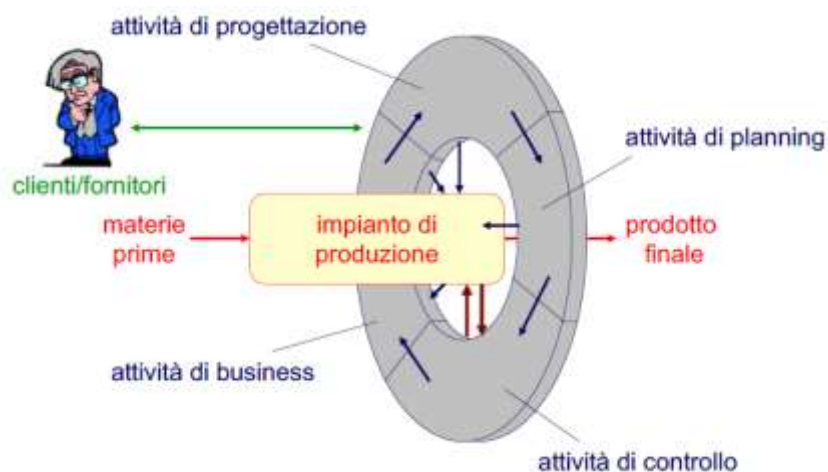 attività di progettazione
attività di planning
clienti/fornitori
materie
prime
impianto di
produzione
prodotto
finale
attività di business
attività di controllo